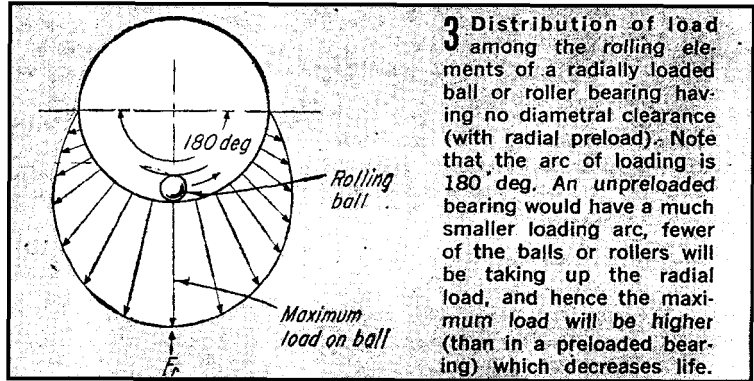 180 deg
Rolling
ball
Maximum
load on ball
Fr
3 Distribution of load
among the rolling ele-
ments of a radially loaded
ball or roller bearing hav-
ing no diametral clearance
(with radial preload). Note
that the arc of loading is
180 deg. An unpreloaded
bearing would have a much
smaller loading arc, fewer
of the balls or rollers will
be taking up the radial
load, and hence the maxi-
mum load will be higher
(than in a preloaded bear-
ing) which decreases life.